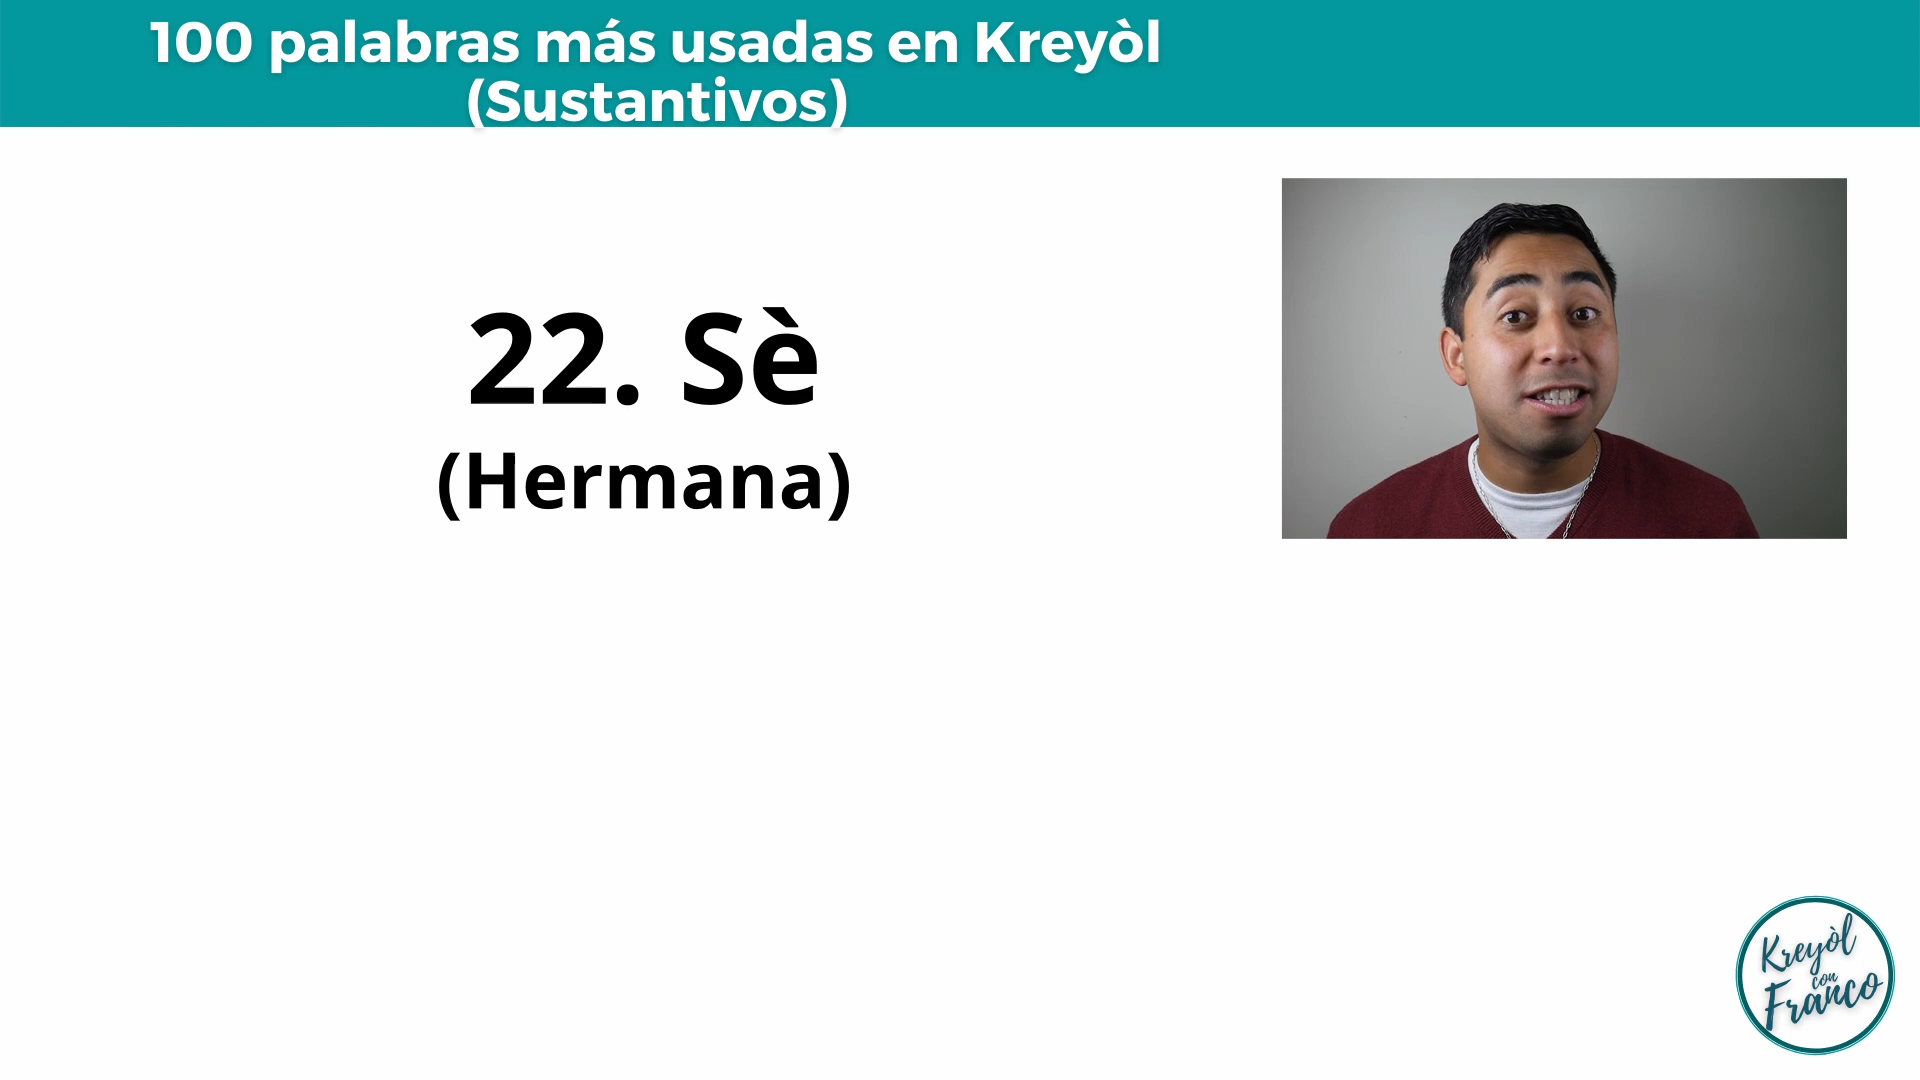 100 palabras más usadas en Kreyòl
(Sustantivos)
22. Sè
(Hermana)
Kreyòl
con
Franco